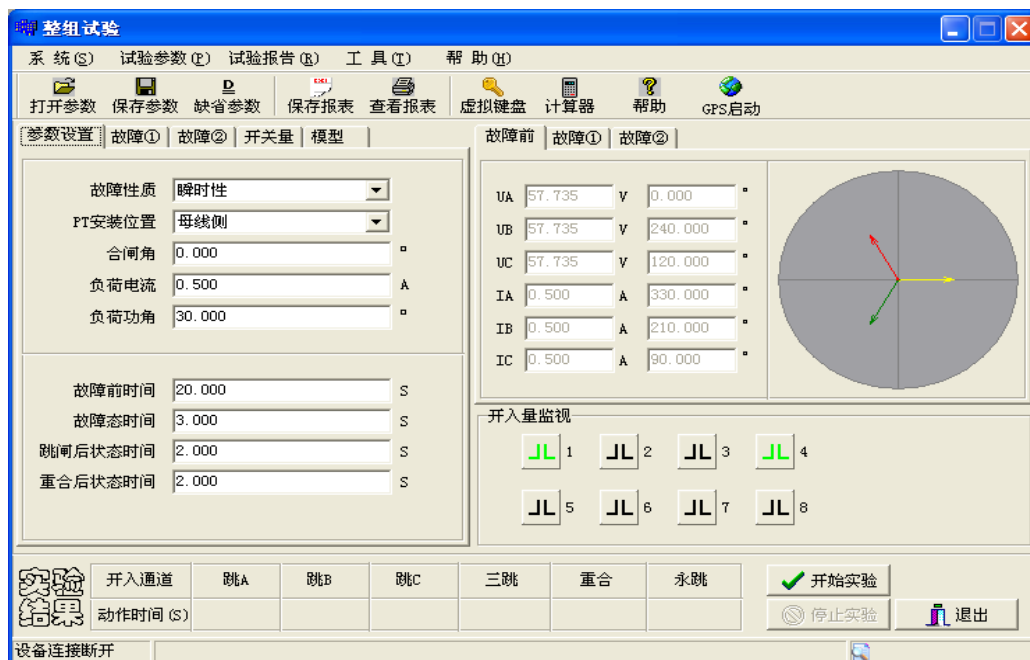 整组试验
系 统(S) 试验参数(P) 试验报告(R) 工 具(T) 帮 助(H)
打开参数 保存参数 缺省参数 保存报表 查看报表 虚拟键盘 计算器 帮助 GPS启动
参数设置 故障① 故障② 开关量 模型
故障性质 瞬时性
PT安装位置 母线侧
合闸角 0.000 °
负荷电流 0.500 A
负荷功角 30.000 °
故障前时间 20.000 S
故障态时间 3.000 S
跳闸后状态时间 2.000 S
重合后状态时间 2.000 S
故障前 故障① 故障②
UA 57.735 V 0.000 °
UB 57.735 V 240.000 °
UC 57.735 V 120.000 °
IA 0.500 A 330.000 °
IB 0.500 A 210.000 °
IC 0.500 A 90.000 °
开入量监视
1 2 3 4
5 6 7 8
实验
结果
开入通道 跳A 跳B 跳C 三跳 重合 永跳
动作时间(S)
开始实验
停止实验 退出
设备连接断开